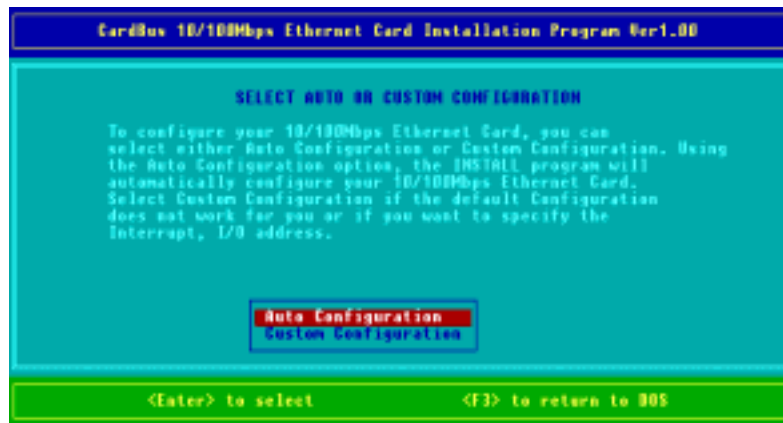 CardBus 10/100Mbps Ethernet Card Installation Program Ver1.00
SELECT AUTO OR CUSTOM CONFIGURATION
To configure your 10/100Mbps Ethernet Card, you can
select either Auto Configuration or Custom Configuration. Using
the Auto Configuration option, the INSTALL program will
automatically configure your 10/100Mbps Ethernet Card.
Select Custom Configuration if the default Configuration
does not work for you or if you want to specify the
Interrupt, I/O address.
Auto Configuration
Custom Configuration
<Enter> to select <F3> to return to DOS